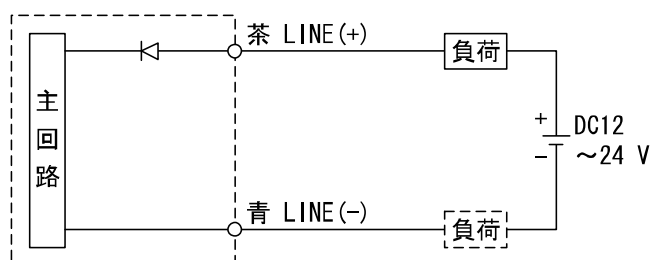 茶 LINE(+)
負荷
主回路
+
DC12
− ～24 V
青 LINE(−)
負荷